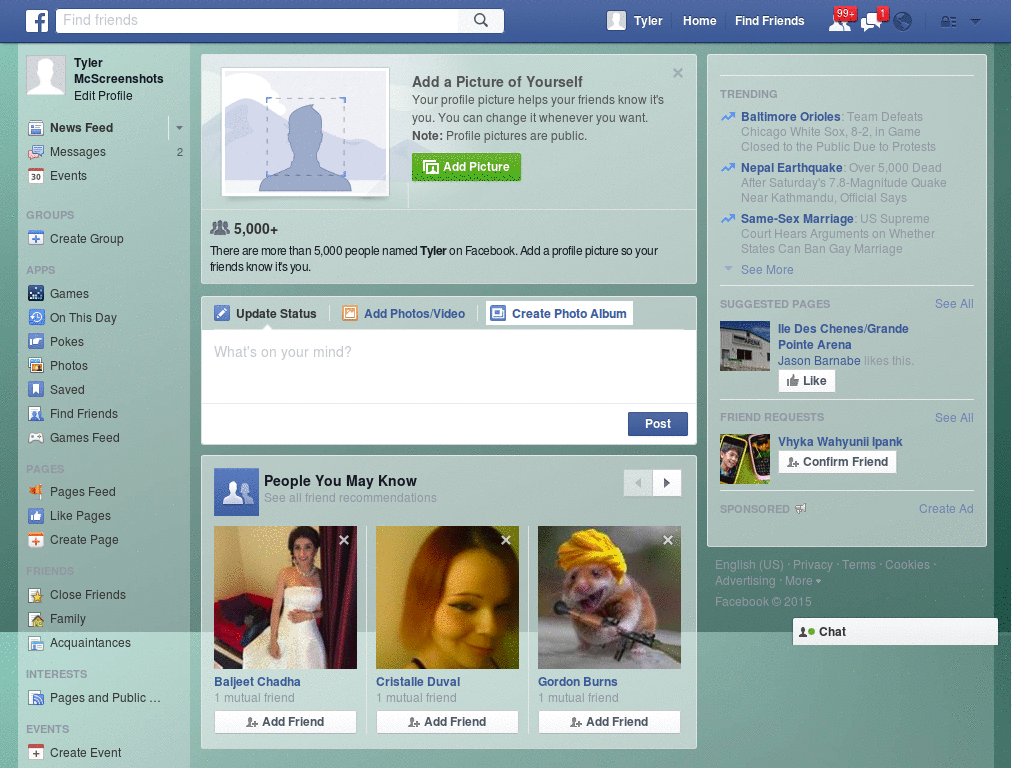 Find friends
Tyler
Home
Find Friends
99+
1
Tyler
McScreenshots
Edit Profile
News Feed
Messages 2
30 Events
GROUPS
Create Group
APPS
Games
On This Day
Pokes
Photos
Saved
Find Friends
Games Feed
PAGES
Pages Feed
Like Pages
Create Page
FRIENDS
Close Friends
Family
Acquaintances
INTERESTS
Pages and Public ...
EVENTS
Create Event
Add a Picture of Yourself
Your profile picture helps your friends know it's
you. You can change it whenever you want.
Note: Profile pictures are public.
Add Picture
5,000+
There are more than 5,000 people named Tyler on Facebook. Add a profile picture so your
friends know it's you.
Update Status
Add Photos/Video
Create Photo Album
What's on your mind?
Post
People You May Know
See all friend recommendations
Baljeet Chadha
1 mutual friend
Add Friend
Cristalle Duval
1 mutual friend
Add Friend
Gordon Burns
1 mutual friend
Add Friend
TRENDING
Baltimore Orioles: Team Defeats
Chicago White Sox, 8-2, in Game
Closed to the Public Due to Protests
Nepal Earthquake: Over 5,000 Dead
After Saturday's 7.8-Magnitude Quake
Near Kathmandu, Official Says
Same-Sex Marriage: US Supreme
Court Hears Arguments on Whether
States Can Ban Gay Marriage
See More
SUGGESTED PAGES See All
ARENA
Ile Des Chenes/Grande
Pointe Arena
Jason Barnabe likes this.
Like
FRIEND REQUESTS See All
Vhyka Wahyunii Ipank
Confirm Friend
SPONSORED Create Ad
English (US) · Privacy · Terms · Cookies ·
Advertising · More
Facebook © 2015
Chat